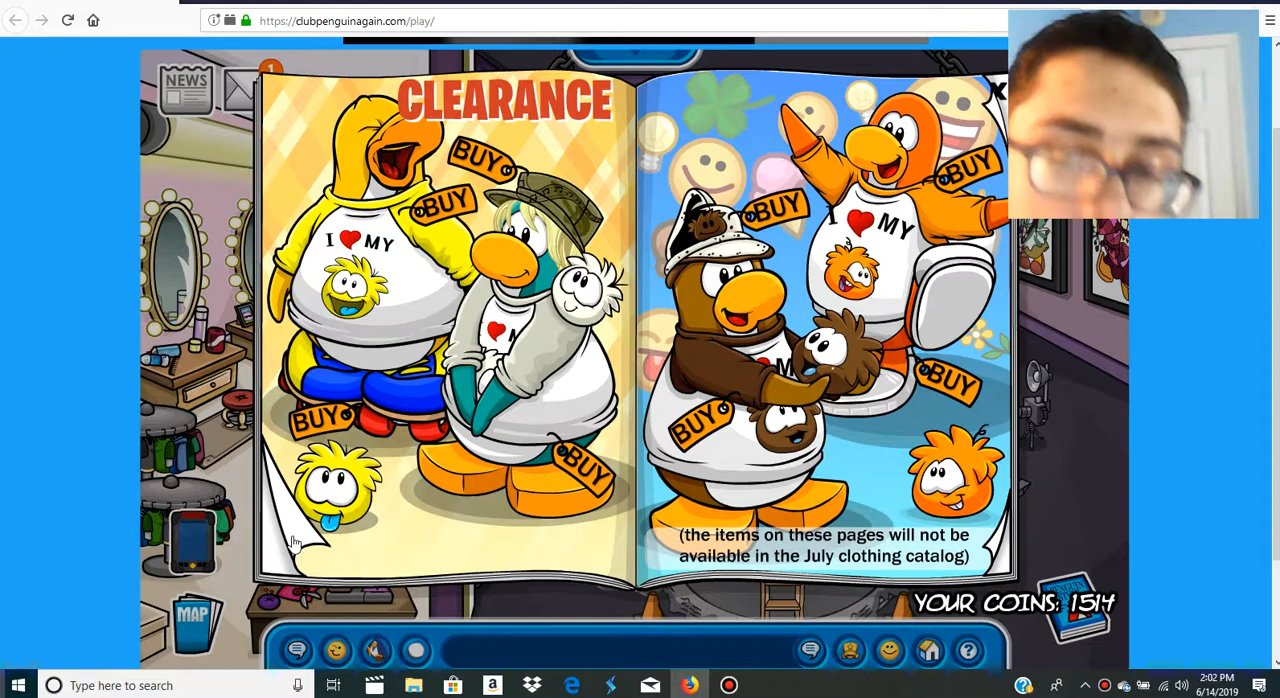 https://clubpenguinagain.com/play/
NEWS
1
CLEARANCE
BUY
BUY
I ❤ MY
I ❤
BUY
BUY
BUY
BUY
I ❤ MY
BUY
BUY
(the items on these pages will not be
available in the July clothing catalog)
MAP
YOUR COINS: 1514
Type here to search
2:02 PM
6/14/2019